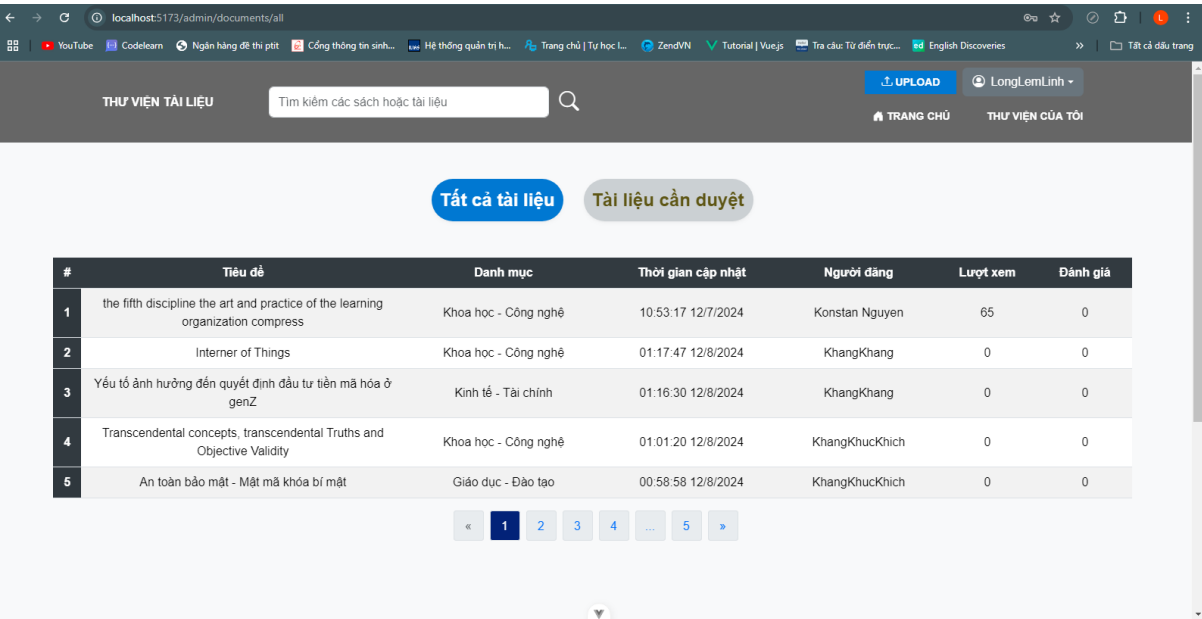 localhost:5173/admin/documents/all
YouTube Codelearn Ngân hàng đề thi ptit Cổng thông tin sinh... Hệ thống quản trị h... Trang chủ | Tự học l... ZendVN Tutorial | Vue.js Tra câu: Từ điển trực... English Discoveries » Tất cả dấu trang
THƯ VIỆN TÀI LIỆU
Tìm kiếm các sách hoặc tài liệu
UPLOAD LongLemLinh
TRANG CHỦ THƯ VIỆN CỦA TÔI
Tất cả tài liệu Tài liệu cần duyệt
# Tiêu đề Danh mục Thời gian cập nhật Người đăng Lượt xem Đánh giá
1 the fifth discipline the art and practice of the learning
organization compress Khoa học - Công nghệ 10:53:17 12/7/2024 Konstan Nguyen 65 0
2 Interner of Things Khoa học - Công nghệ 01:17:47 12/8/2024 KhangKhang 0 0
3 Yếu tố ảnh hưởng đến quyết định đầu tư tiền mã hóa ở
genZ Kinh tế - Tài chính 01:16:30 12/8/2024 KhangKhang 0 0
4 Transcendental concepts, transcendental Truths and
Objective Validity Khoa học - Công nghệ 01:01:20 12/8/2024 KhangKhucKhich 0 0
5 An toàn bảo mật - Mật mã khóa bí mật Giáo dục - Đào tạo 00:58:58 12/8/2024 KhangKhucKhich 0 0
« 1 2 3 4 ... 5 »